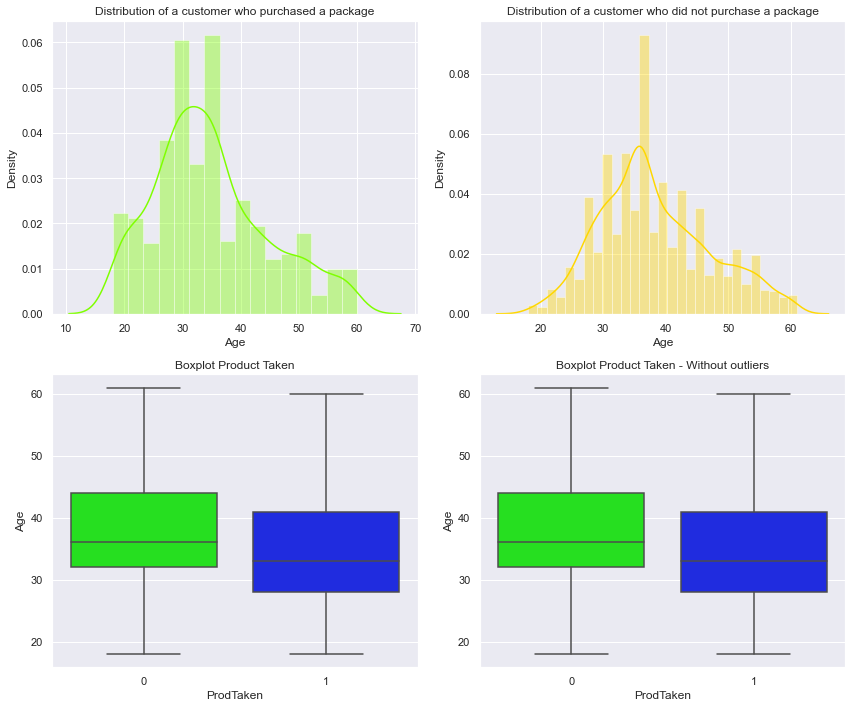 Distribution of a customer who purchased a package
0.06
0.05
0.04
0.03
0.02
0.01
0.00
Density
10 20 30 40 50 60 70
Age
Distribution of a customer who did not purchase a package
0.08
0.06
0.04
0.02
0.00
Density
20 30 40 50 60
Age
Boxplot Product Taken
60
50
40
30
20
Age
0 1
ProdTaken
Boxplot Product Taken - Without outliers
60
50
40
30
20
Age
0 1
ProdTaken